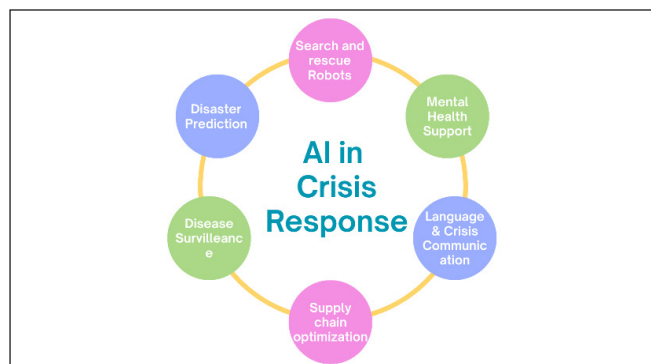 Search and
rescue
Robots
Mental
Health
Support
Language
& Crisis
Communic
ation
Supply
chain
optimization
Disease
Survilleanc
e
Disaster
Prediction
AI in
Crisis
Response